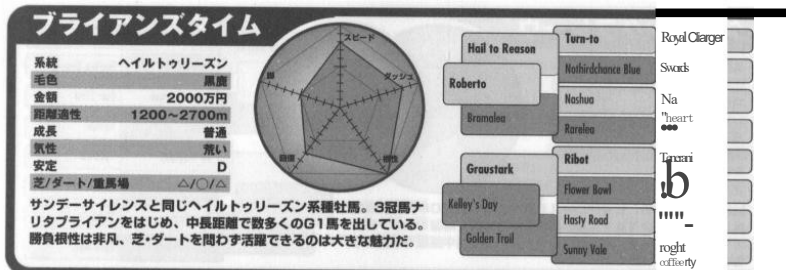 ブライアンズタイム
系統 ヘイルトゥリーズン
毛色 黒鹿
金額 2000万円
距離適性 1200〜2700m
成長 普通
気性 荒い
安定 D
芝/ダート/重馬場 △/○/△
スピード
ダッシュ
根性
サンデーサイレンスと同じヘイルトゥリーズン系種牡馬。3冠馬ナ
リタブライアンをはじめ、中長距離で数多くのG1馬を出している。
勝負根性は非凡、芝・ダートを問わず活躍できるのは大きな魅力だ。
Roberto
Hail to Reason
Bramalea
Turn-to
Nothirdchance Blue
Nashua
Rarelea
Royal Clarger
Swords
Na
"heart
Kelley's Day
Graustark
Golden Trail
Ribot
Flower Bowl
Hasty Road
Sunny Vale
Tenerani
roght
coffeerty